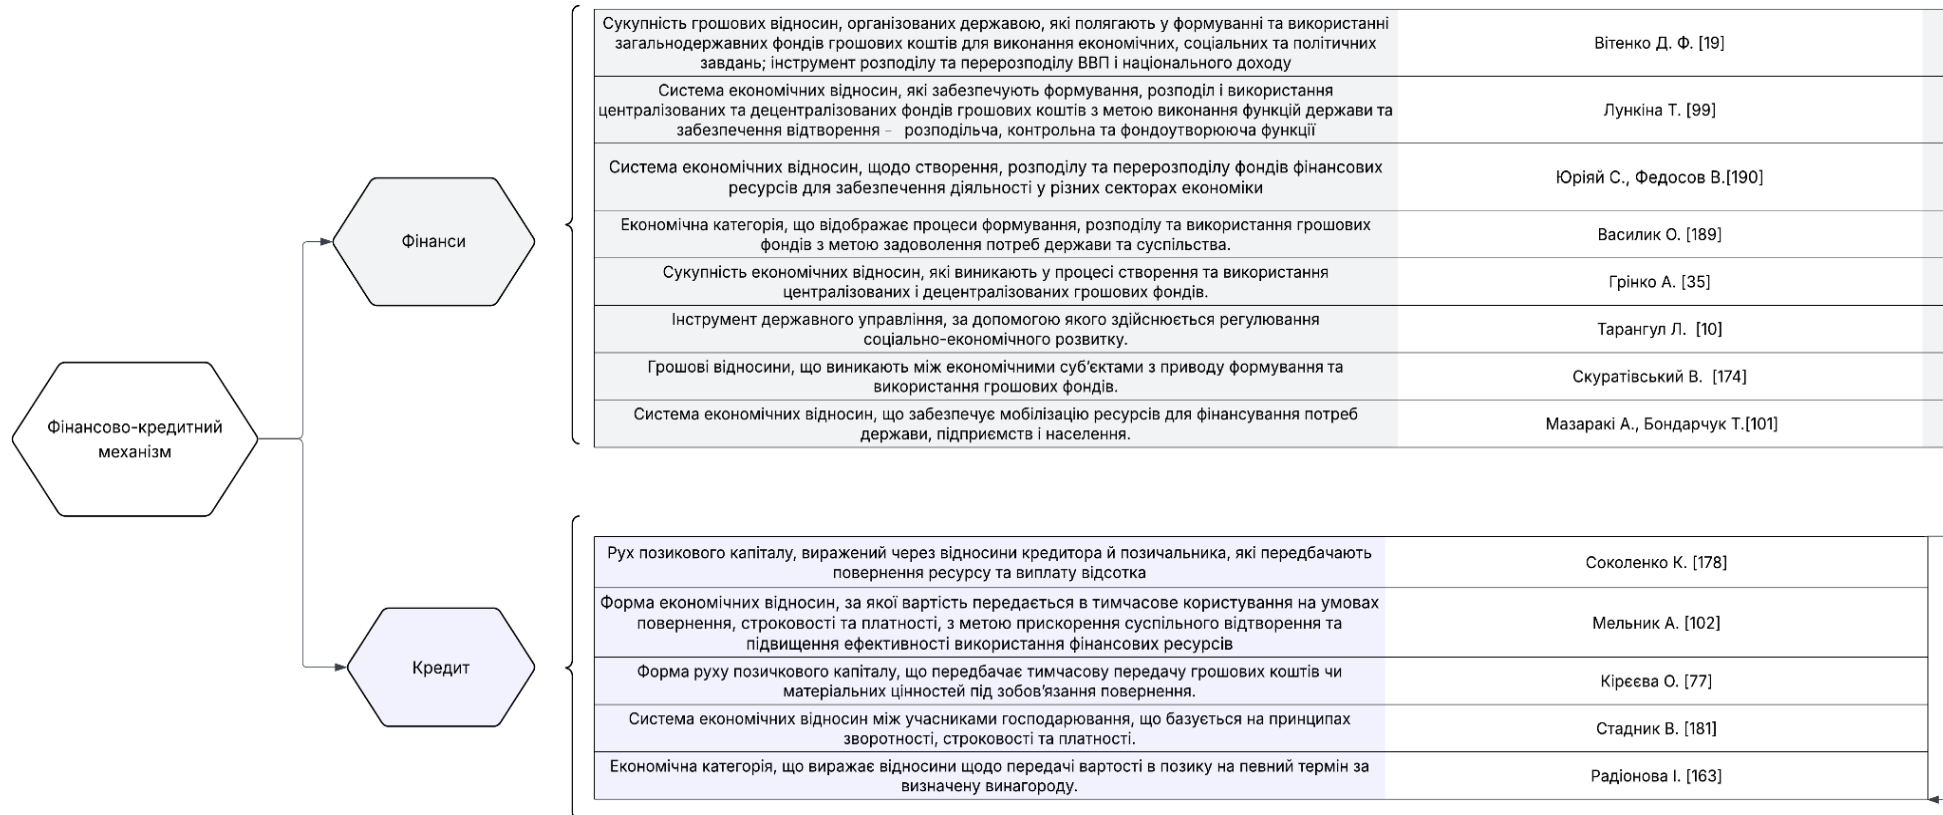 Сукупність грошових відносин, організованих державою, які полягають у формуванні та використанні
загальнодержавних фондів грошових коштів для виконання економічних, соціальних та політичних
завдань; інструмент розподілу та перерозподілу ВВП і національного доходу
Вітенко Д. Ф. [19]
Система економічних відносин, які забезпечують формування, розподіл і використання
централізованих та децентралізованих фондів грошових коштів з метою виконання функцій держави та
забезпечення відтворення – розподільча, контрольна та фондоутворююча функції
Лункіна Т. [99]
Система економічних відносин, щодо створення, розподілу та перерозподілу фондів фінансових
ресурсів для забезпечення діяльності у різних секторах економіки
Юріяй С., Федосов В.[190]
Фінанси
Економічна категорія, що відображає процеси формування, розподілу та використання грошових
фондів з метою задоволення потреб держави та суспільства.
Василик О. [189]
Сукупність економічних відносин, які виникають у процесі створення та використання
централізованих і децентралізованих грошових фондів.
Грінко А. [35]
Інструмент державного управління, за допомогою якого здійснюється регулювання
соціально-економічного розвитку.
Тарангул Л. [10]
Грошові відносини, що виникають між економічними суб’єктами з приводу формування та
використання грошових фондів.
Скуратівський В. [174]
Система економічних відносин, що забезпечує мобілізацію ресурсів для фінансування потреб
держави, підприємств і населення.
Мазаракі А., Бондарчук Т.[101]
Фінансово-кредитний
механізм
Рух позикового капіталу, виражений через відносини кредитора й позичальника, які передбачають
повернення ресурсу та виплату відсотка
Соколенко К. [178]
Форма економічних відносин, за якої вартість передається в тимчасове користування на умовах
повернення, строковості та платності, з метою прискорення суспільного відтворення та
підвищення ефективності використання фінансових ресурсів
Мельник А. [102]
Кредит
Форма руху позичкового капіталу, що передбачає тимчасову передачу грошових коштів чи
матеріальних цінностей під зобов’язання повернення.
Кірєєва О. [77]
Система економічних відносин між учасниками господарювання, що базується на принципах
зворотності, строковості та платності.
Стадник В. [181]
Економічна категорія, що виражає відносини щодо передачі вартості в позику на певний термін за
визначену винагороду.
Радіонова І. [163]